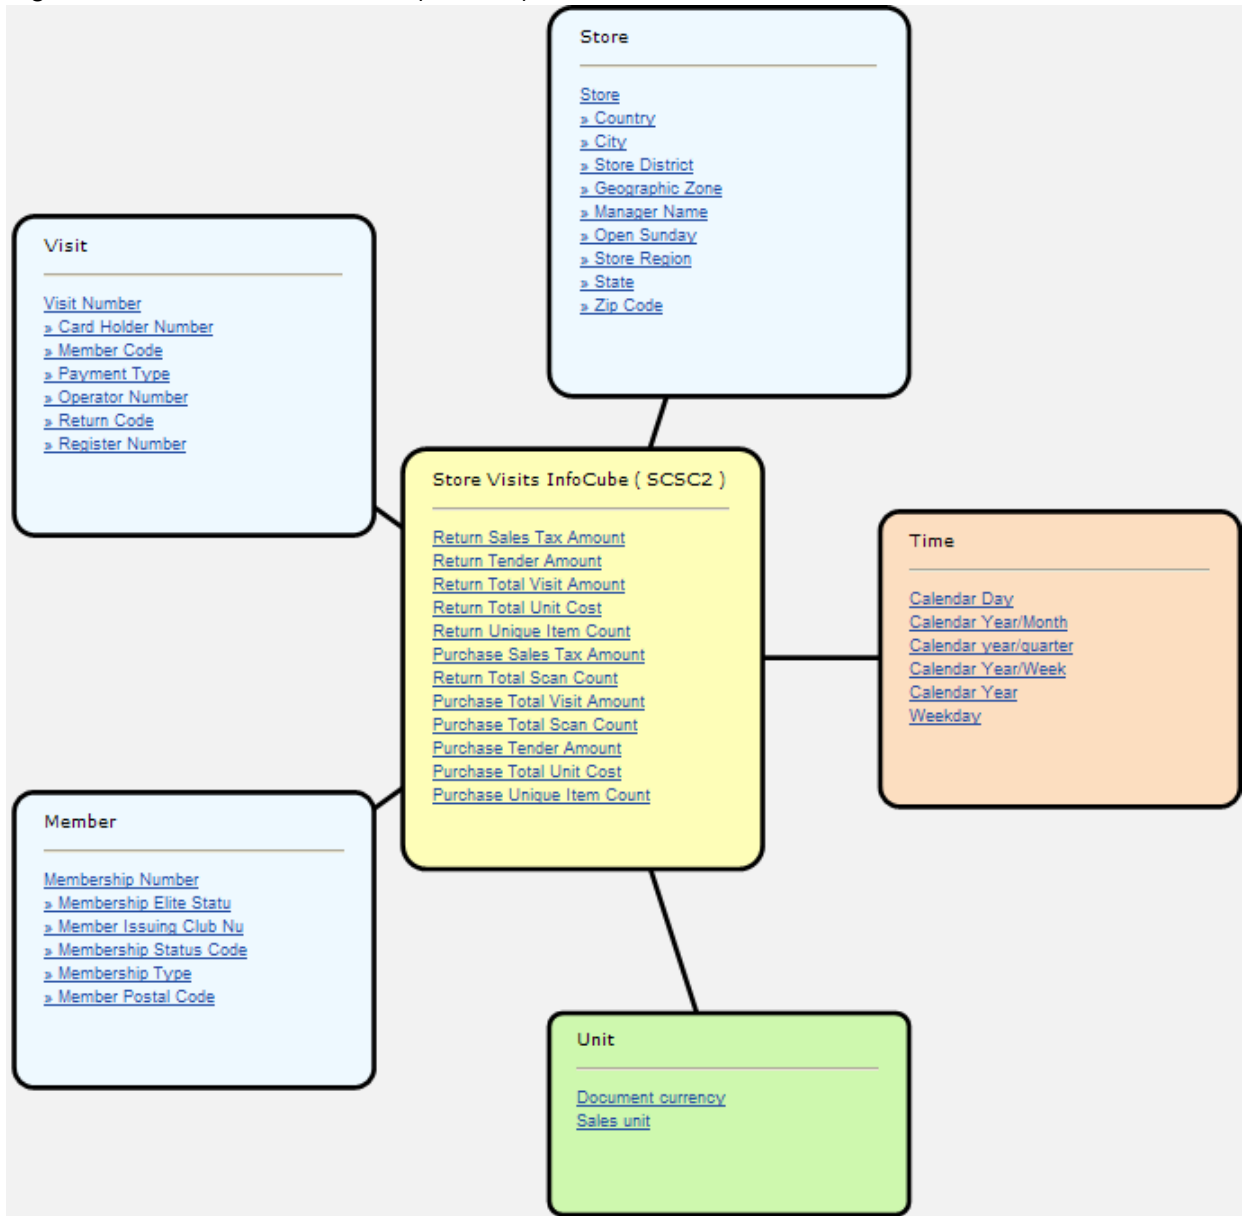 Store
Store
» Country
» City
» Store District
» Geographic Zone
» Manager Name
» Open Sunday
» Store Region
» State
» Zip Code
Visit
Visit Number
» Card Holder Number
» Member Code
» Payment Type
» Operator Number
» Return Code
» Register Number
Store Visits InfoCube ( SCSC2 )
Return Sales Tax Amount
Return Tender Amount
Return Total Visit Amount
Return Total Unit Cost
Return Unique Item Count
Purchase Sales Tax Amount
Return Total Scan Count
Purchase Total Visit Amount
Purchase Total Scan Count
Purchase Tender Amount
Purchase Total Unit Cost
Purchase Unique Item Count
Time
Calendar Day
Calendar Year/Month
Calendar year/quarter
Calendar Year/Week
Calendar Year
Weekday
Member
Membership Number
» Membership Elite Statu
» Member Issuing Club Nu
» Membership Status Code
» Membership Type
» Member Postal Code
Unit
Document currency
Sales unit